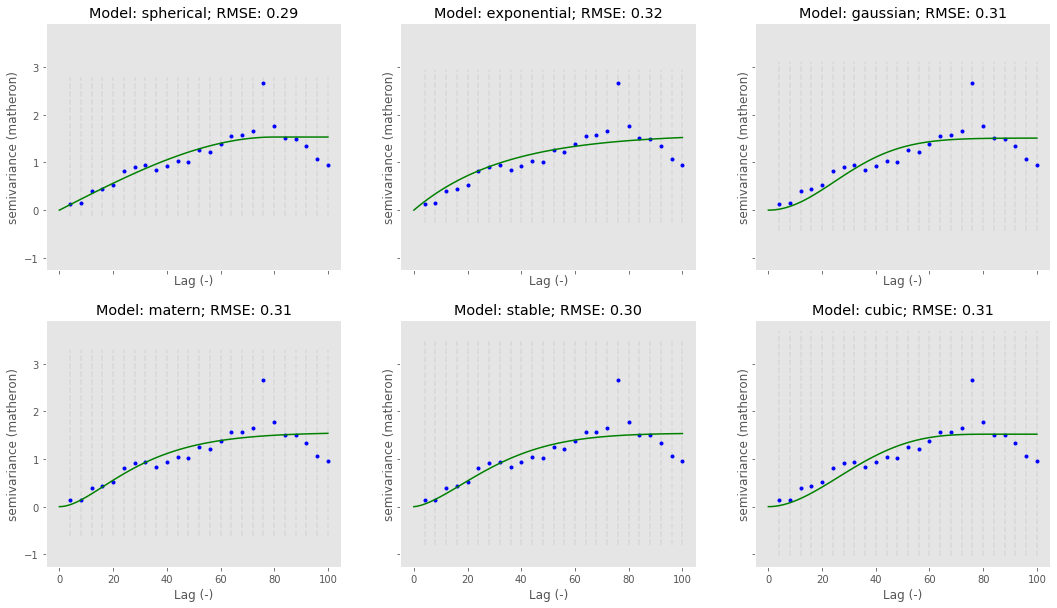 Model: spherical; RMSE: 0.29
Model: exponential; RMSE: 0.32
Model: gaussian; RMSE: 0.31
semivariance (matheron)
3
2
1
0
−1
Lag (-)
semivariance (matheron)
Lag (-)
semivariance (matheron)
Lag (-)
Model: matern; RMSE: 0.31
Model: stable; RMSE: 0.30
Model: cubic; RMSE: 0.31
semivariance (matheron)
3
2
1
0
−1
0 20 40 60 80 100
Lag (-)
semivariance (matheron)
0 20 40 60 80 100
Lag (-)
semivariance (matheron)
0 20 40 60 80 100
Lag (-)